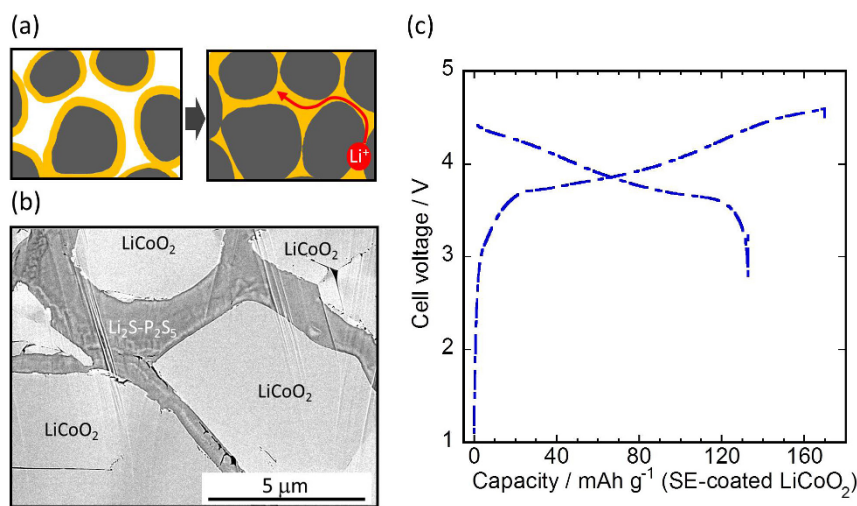 (a)
Li⁺
(b)
LiCoO₂
LiCoO₂
Li₂S-P₂S₅
LiCoO₂
LiCoO₂
5 μm
(c)
5
4
3
2
1
Cell voltage / V
0 40 80 120 160
Capacity / mAh g⁻¹ (SE-coated LiCoO₂)